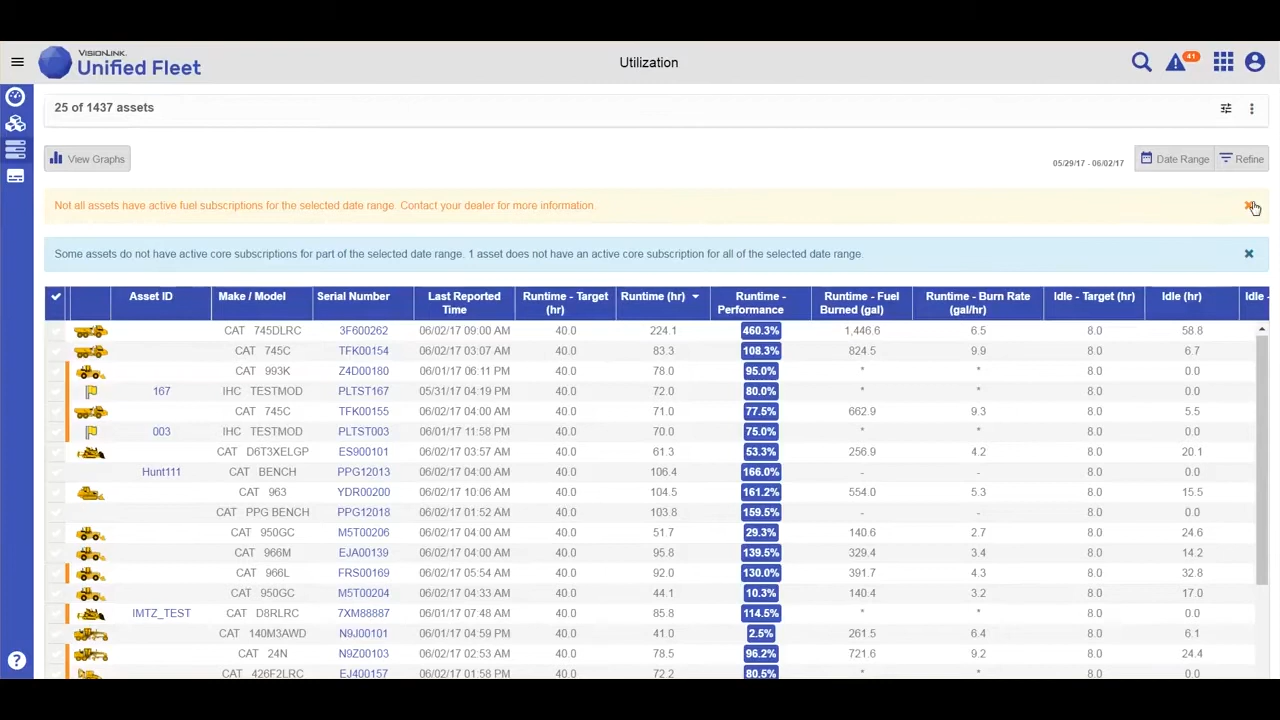 VISIONLINK.
Unified Fleet
Utilization
41
25 of 1437 assets
View Graphs
05/29/17 - 06/02/17
Date Range
Refine
Not all assets have active fuel subscriptions for the selected date range. Contact your dealer for more information.
Some assets do not have active core subscriptions for part of the selected date range. 1 asset does not have an active core subscription for all of the selected date range.
Asset ID Make / Model Serial Number Last Reported Time Runtime - Target (hr) Runtime (hr) Runtime - Performance Runtime - Fuel Burned (gal) Runtime - Burn Rate (gal/hr) Idle - Target (hr) Idle (hr) Idle -
CAT 745DLRC 3F600262 06/02/17 09:00 AM 40.0 224.1 460.3% 1,446.6 6.5 8.0 58.8
CAT 745C TFK00154 06/02/17 03:07 AM 40.0 83.3 108.3% 824.5 9.9 8.0 6.7
CAT 993K Z4D00180 06/01/17 06:11 PM 40.0 78.0 95.0% * * 8.0 0.0
167 IHC TESTMOD PLTST167 05/31/17 04:19 PM 40.0 72.0 80.0% * * 8.0 0.0
CAT 745C TFK00155 06/02/17 04:00 AM 40.0 71.0 77.5% 662.9 9.3 8.0 5.5
003 IHC TESTMOD PLTST003 06/01/17 11:58 PM 40.0 70.0 75.0% * * 8.0 0.0
CAT D6T3XELGP ES900101 06/02/17 03:57 AM 40.0 61.3 53.3% 256.9 4.2 8.0 20.1
Hunt111 CAT BENCH PPG12013 06/02/17 04:00 AM 40.0 106.4 166.0% - - 8.0 0.0
CAT 963 YDR00200 06/02/17 10:06 AM 40.0 104.5 161.2% 554.0 5.3 8.0 15.5
CAT PPG BENCH PPG12018 06/02/17 01:52 AM 40.0 103.8 159.5% - - 8.0 0.0
CAT 950GC M5T00206 06/02/17 04:00 AM 40.0 51.7 29.3% 140.6 2.7 8.0 24.6
CAT 966M EJA00139 06/02/17 04:00 AM 40.0 95.8 139.5% 329.4 3.4 8.0 14.2
CAT 966L FRS00169 06/02/17 05:54 AM 40.0 92.0 130.0% 391.7 4.3 8.0 32.8
CAT 950GC M5T00204 06/02/17 04:33 AM 40.0 44.1 10.3% 140.4 3.2 8.0 17.0
IMTZ_TEST CAT D8RLRC 7XM88887 06/01/17 07:48 AM 40.0 85.8 114.5% * * 8.0 0.0
CAT 140M3AWD N9J00101 06/01/17 04:59 PM 40.0 41.0 2.5% 261.5 6.4 8.0 6.1
CAT 24N N9Z00103 06/02/17 02:53 AM 40.0 78.5 96.2% 721.6 9.2 8.0 24.4
CAT 426F2LRC EJ400157 06/02/17 01:58 PM 40.0 72.2 80.5% * * 8.0 0.0